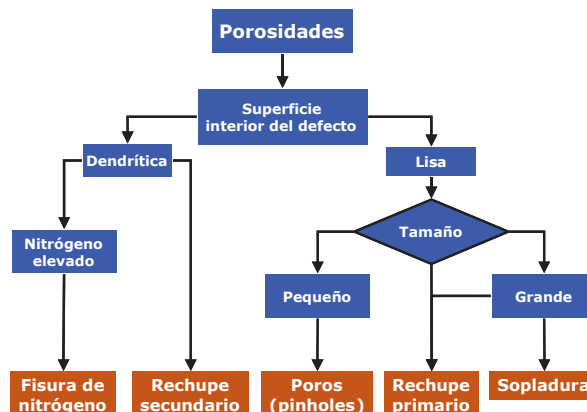 Porosidades
Superficie
interior del defecto
Dendrítica
Lisa
Nitrógeno
elevado
Tamaño
Pequeño
Grande
Fisura de
nitrógeno
Rechupe
secundario
Poros
(pinholes)
Rechupe
primario
Sopladura